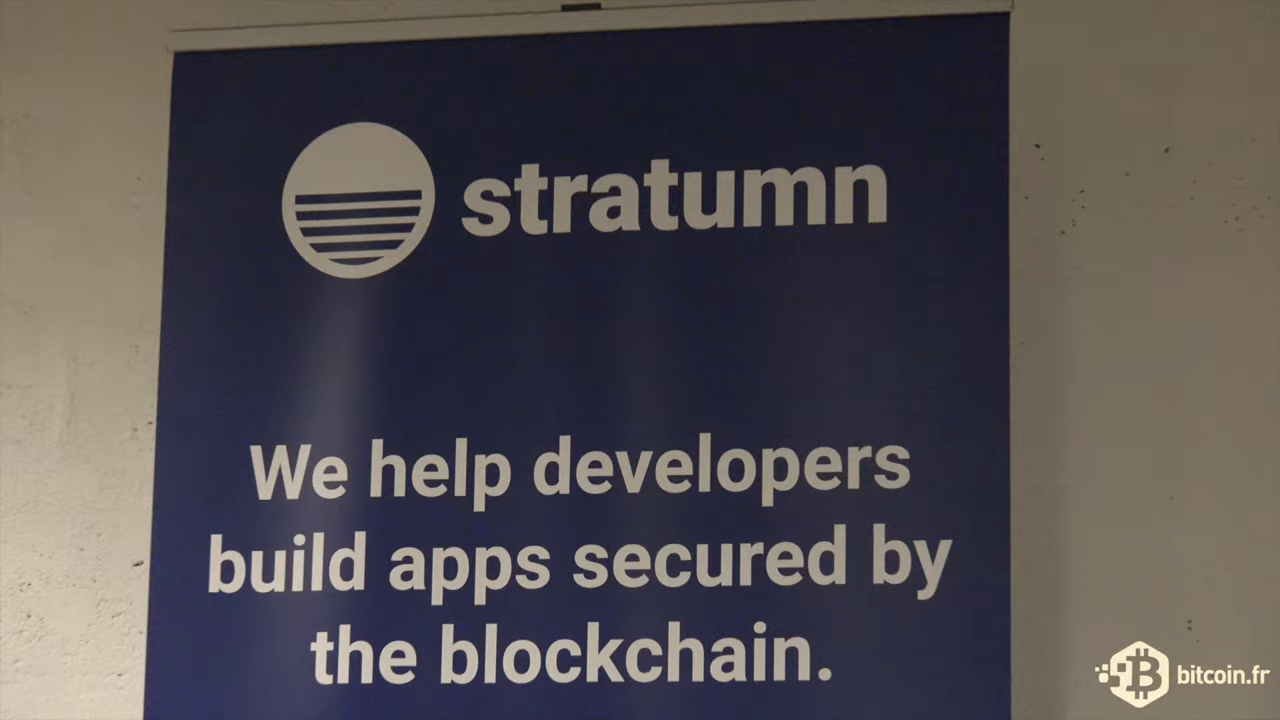 stratumn
We help developers
build apps secured by
the blockchain.
bitcoin.fr